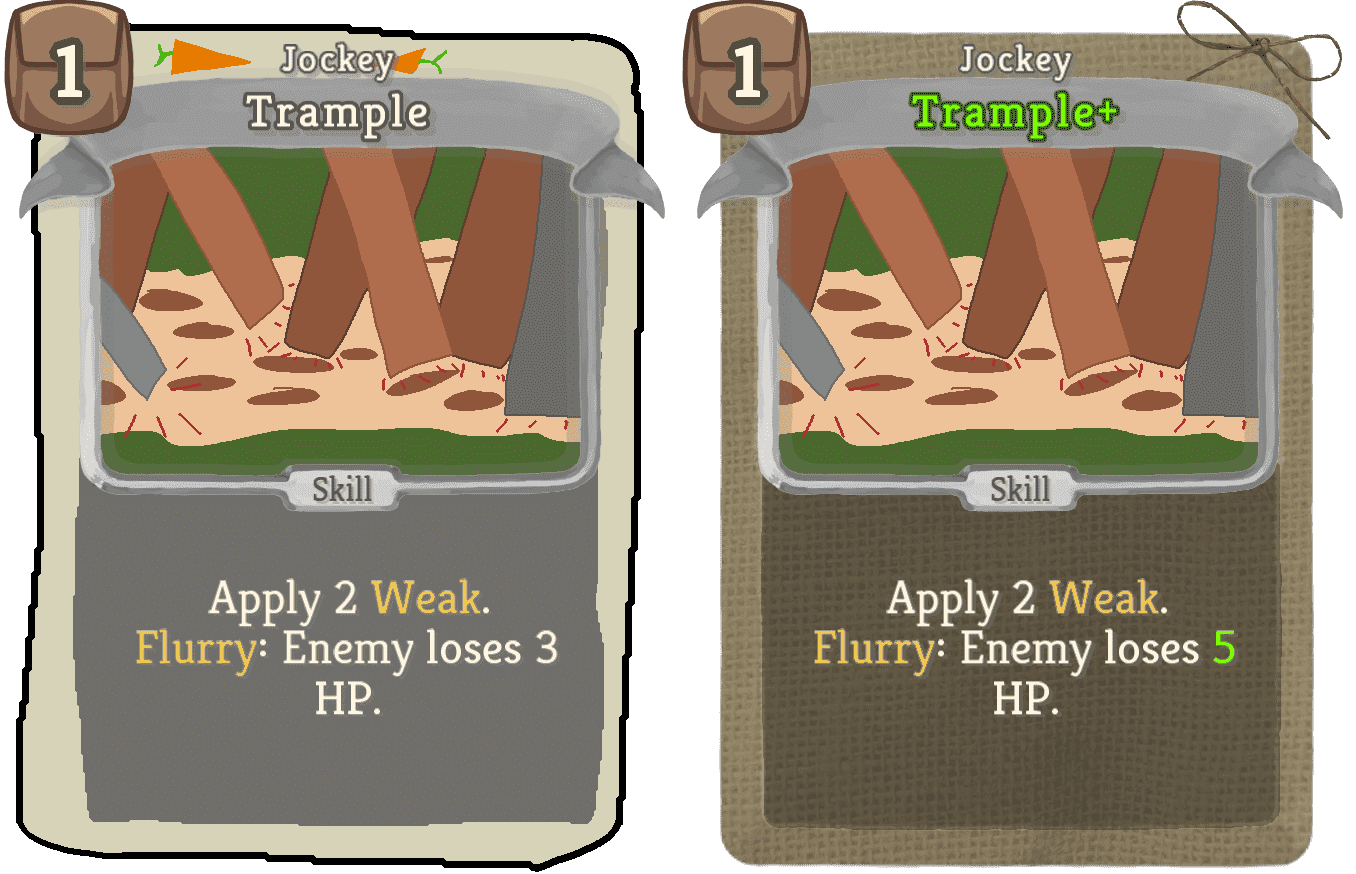 1
Jockey
Trample
Skill
Apply 2 Weak.
Flurry: Enemy loses 3
HP.
1
Jockey
Trample+
Skill
Apply 2 Weak.
Flurry: Enemy loses 5
HP.